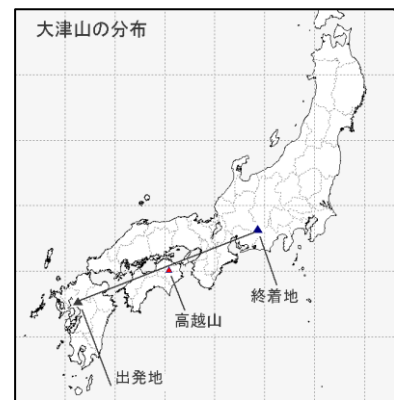 大津山の分布
終着地
高越山
出発地